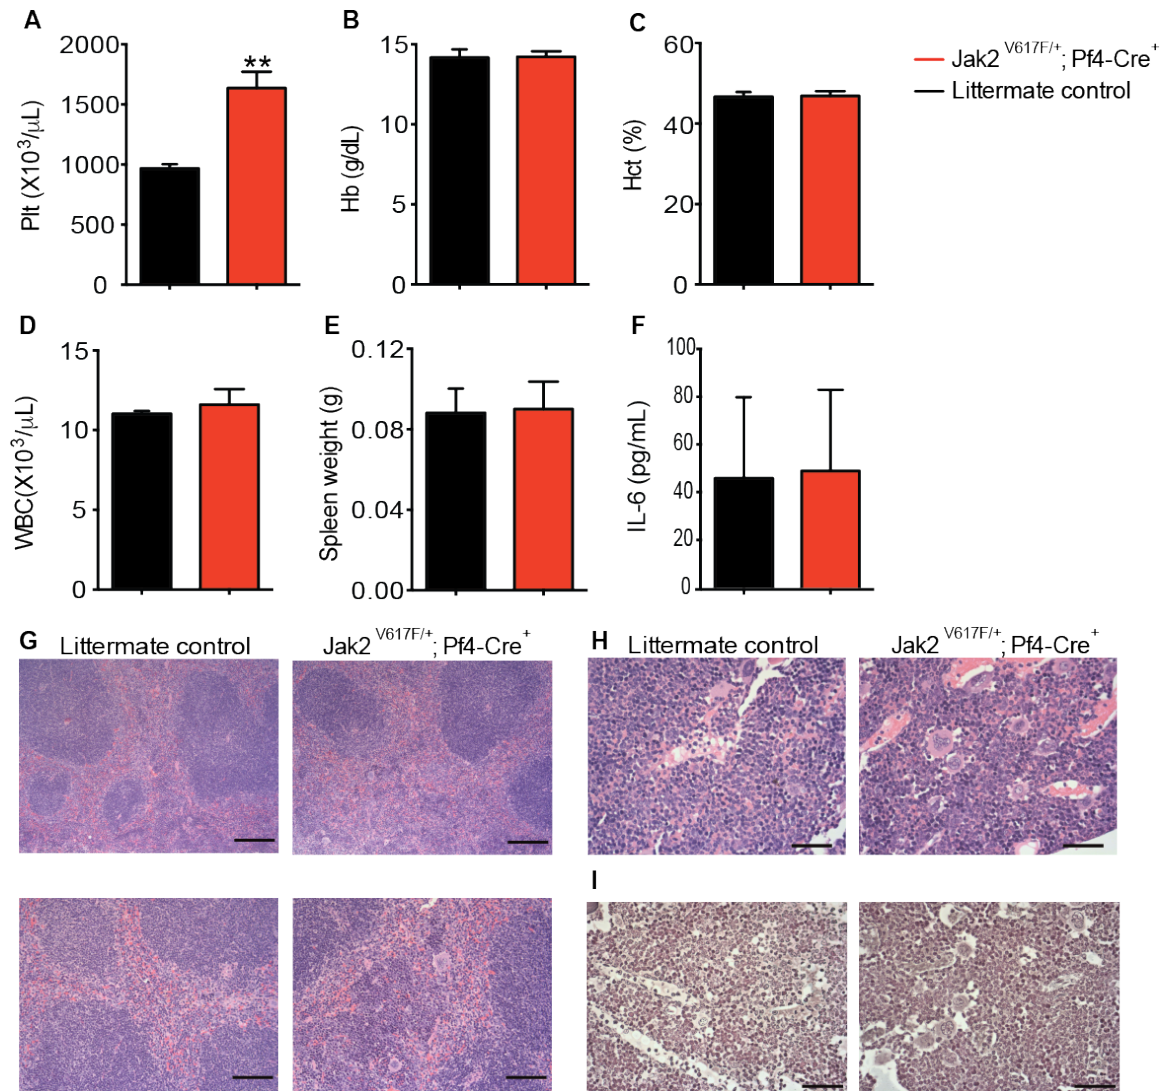 A
Plt (X10³/μL)
2000
1500
1000
500
0
**
B
Hb (g/dL)
15
10
5
0
C
Hct (%)
60
40
20
0
Jak2 V617F/+; Pf4-Cre+
Littermate control
D
WBC(X10³/μL)
15
10
5
0
E
Spleen weight (g)
0.12
0.08
0.04
0.00
F
IL-6 (pg/mL)
100
80
60
40
20
0
G
Littermate control
Jak2 V617F/+; Pf4-Cre+
H
Littermate control
Jak2 V617F/+; Pf4-Cre+
I